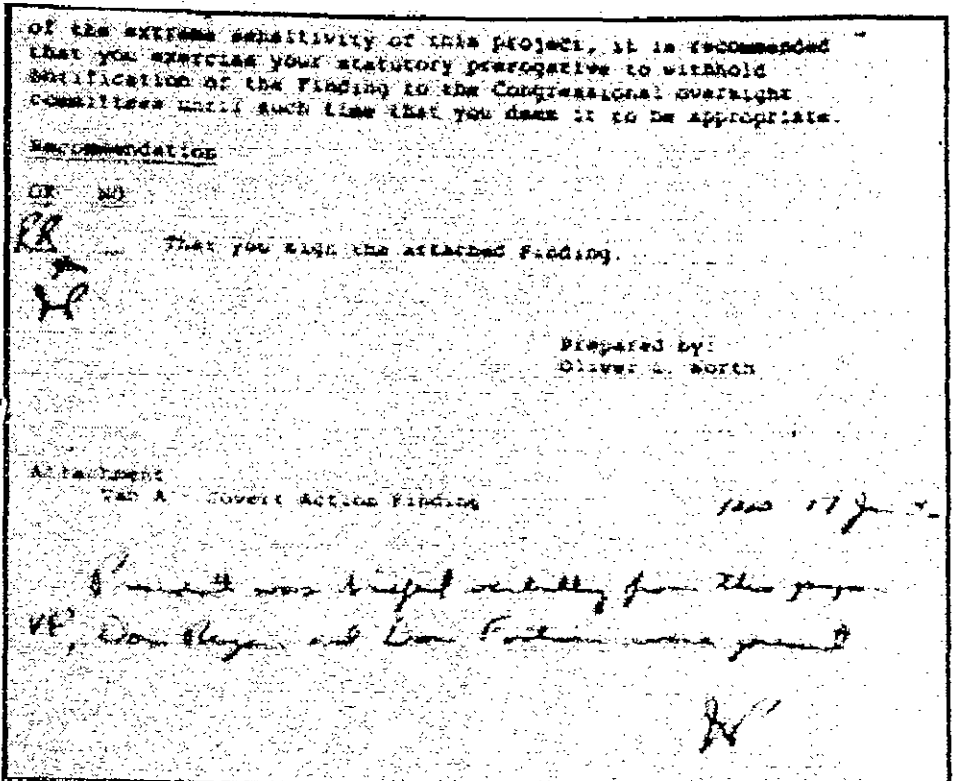 of the extreme sensitivity of this project, it is recommended
that you exercise your statutory prerogative to withhold
notification of the Finding to the Congressional oversight
committees until such time that you deem it to be appropriate.
Recommendation
OK NO
RR That you sign the attached Finding.
JP
Prepared by:
Oliver L. North
Attachment
Tab A Covert Action Finding
17 Jan
President was briefed verbally from this paper
VP, Don Regan and Don Fortier were present
JP